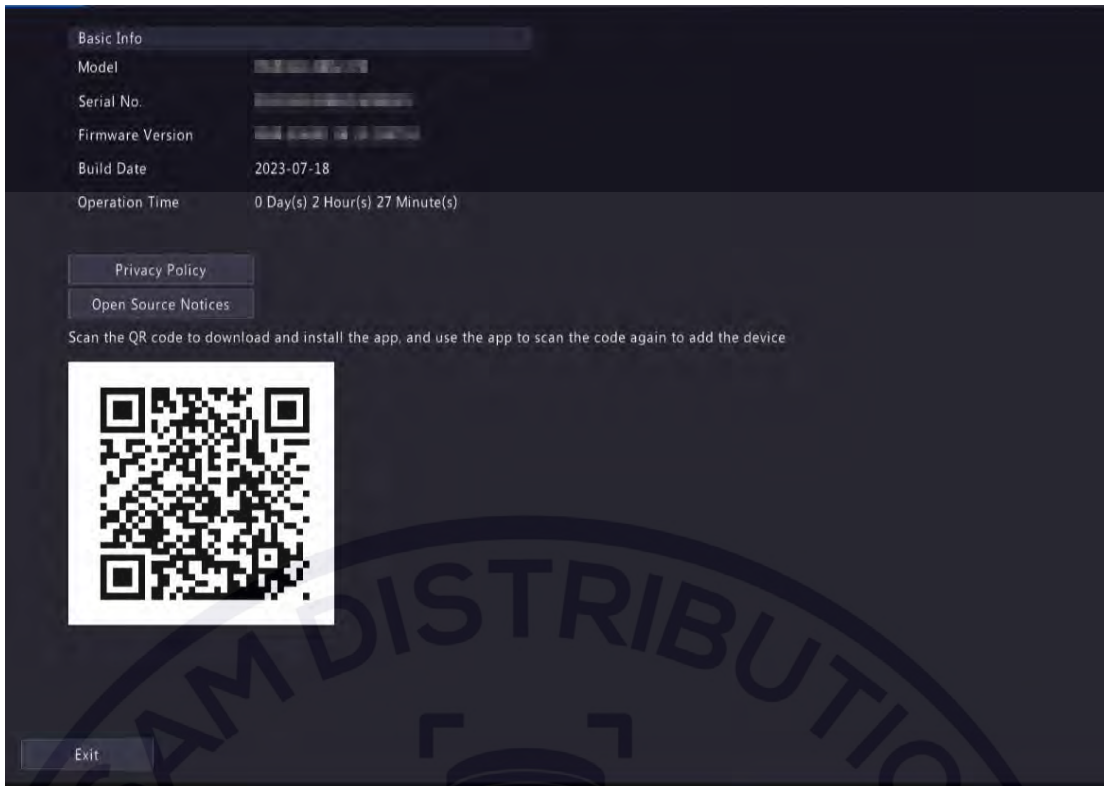 Basic Info
Model
Serial No.
Firmware Version
Build Date 2023-07-18
Operation Time 0 Day(s) 2 Hour(s) 27 Minute(s)
Privacy Policy
Open Source Notices
Scan the QR code to download and install the app, and use the app to scan the code again to add the device
AM DISTRIBUTIO
Exit